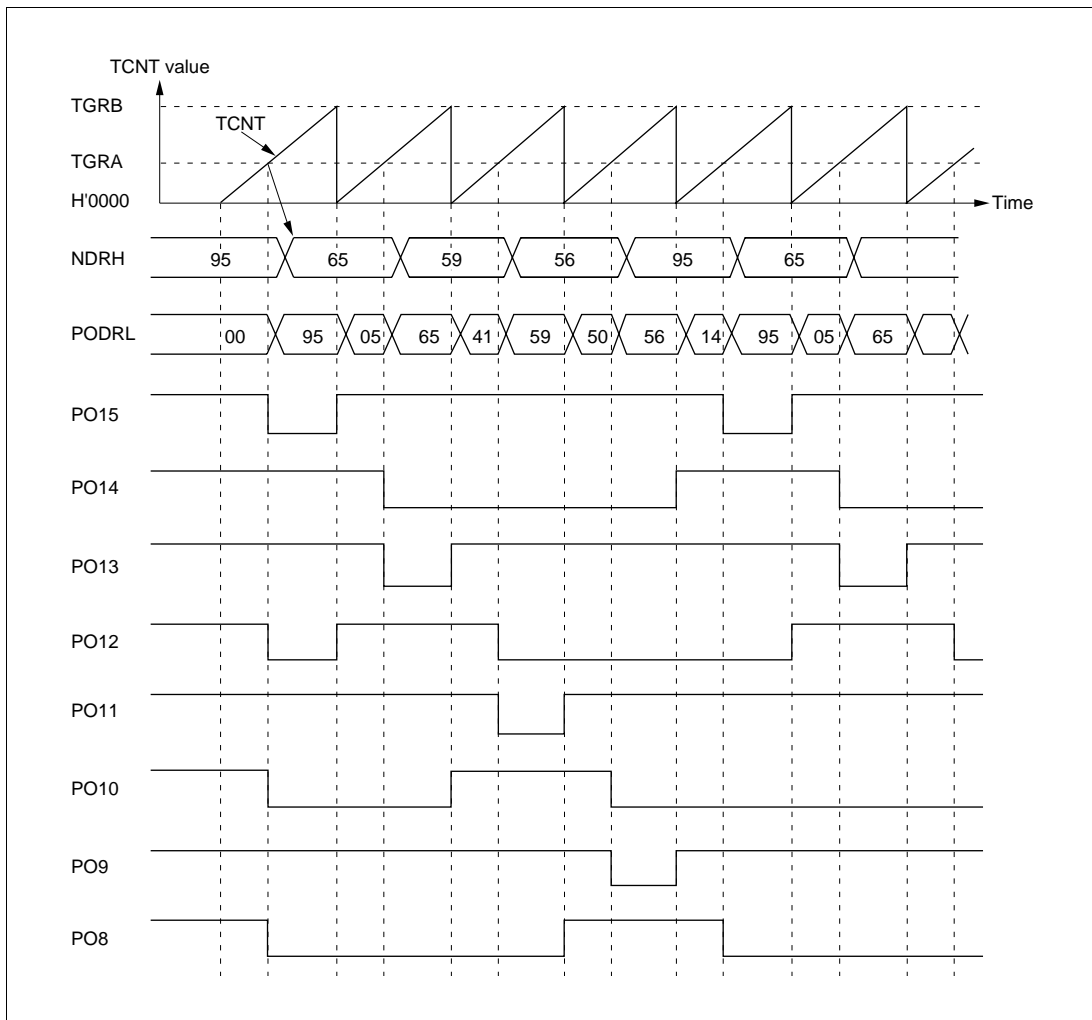 TCNT value
TGRB
TCNT
TGRA
H'0000
Time
NDRH
95 65 59 56 95 65
PODRL
00 95 05 65 41 59 50 56 14 95 05 65
PO15
PO14
PO13
PO12
PO11
PO10
PO9
PO8